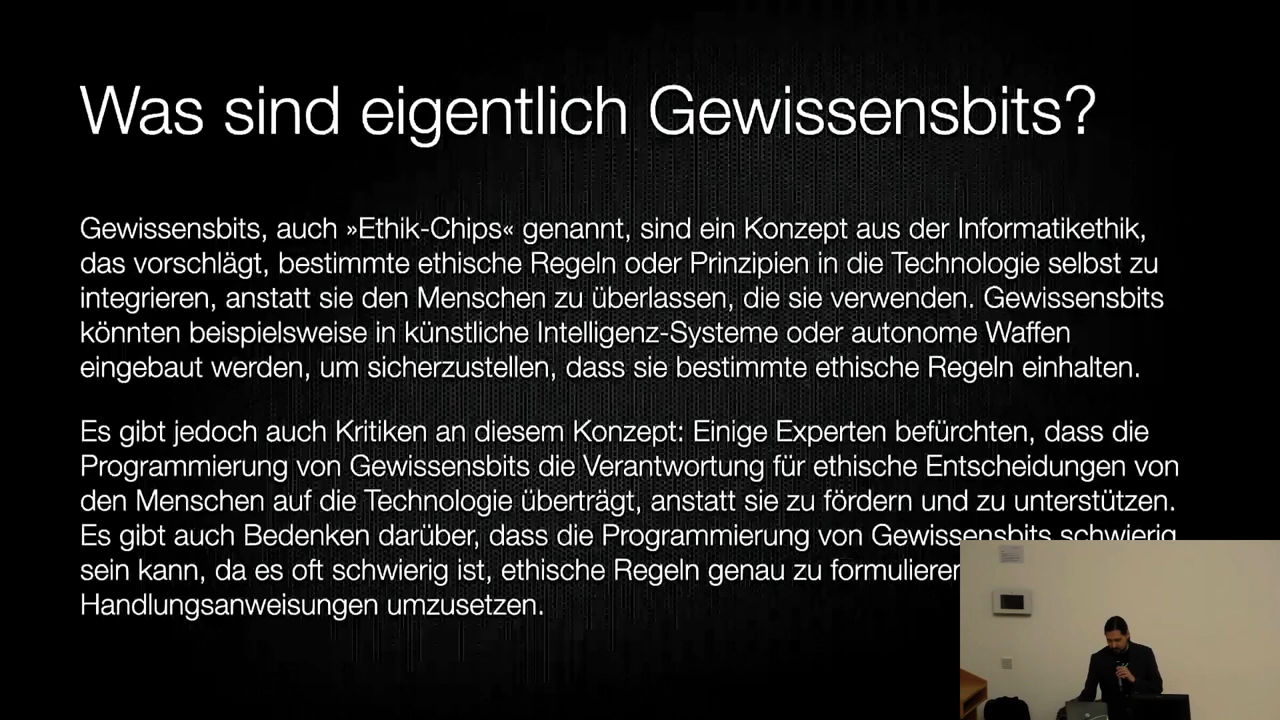 Was sind eigentlich Gewissensbits?
Gewissensbits, auch »Ethik-Chips« genannt, sind ein Konzept aus der Informatikethik,
das vorschlägt, bestimmte ethische Regeln oder Prinzipien in die Technologie selbst zu
integrieren, anstatt sie den Menschen zu überlassen, die sie verwenden. Gewissensbits
könnten beispielsweise in künstliche Intelligenz-Systeme oder autonome Waffen
eingebaut werden, um sicherzustellen, dass sie bestimmte ethische Regeln einhalten.
Es gibt jedoch auch Kritiken an diesem Konzept: Einige Experten befürchten, dass die
Programmierung von Gewissensbits die Verantwortung für ethische Entscheidungen von
den Menschen auf die Technologie überträgt, anstatt sie zu fördern und zu unterstützen.
Es gibt auch Bedenken darüber, dass die Programmierung von Gewissensbits schwierig
sein kann, da es oft schwierig ist, ethische Regeln genau zu
Handlungsanweisungen umzusetzen.